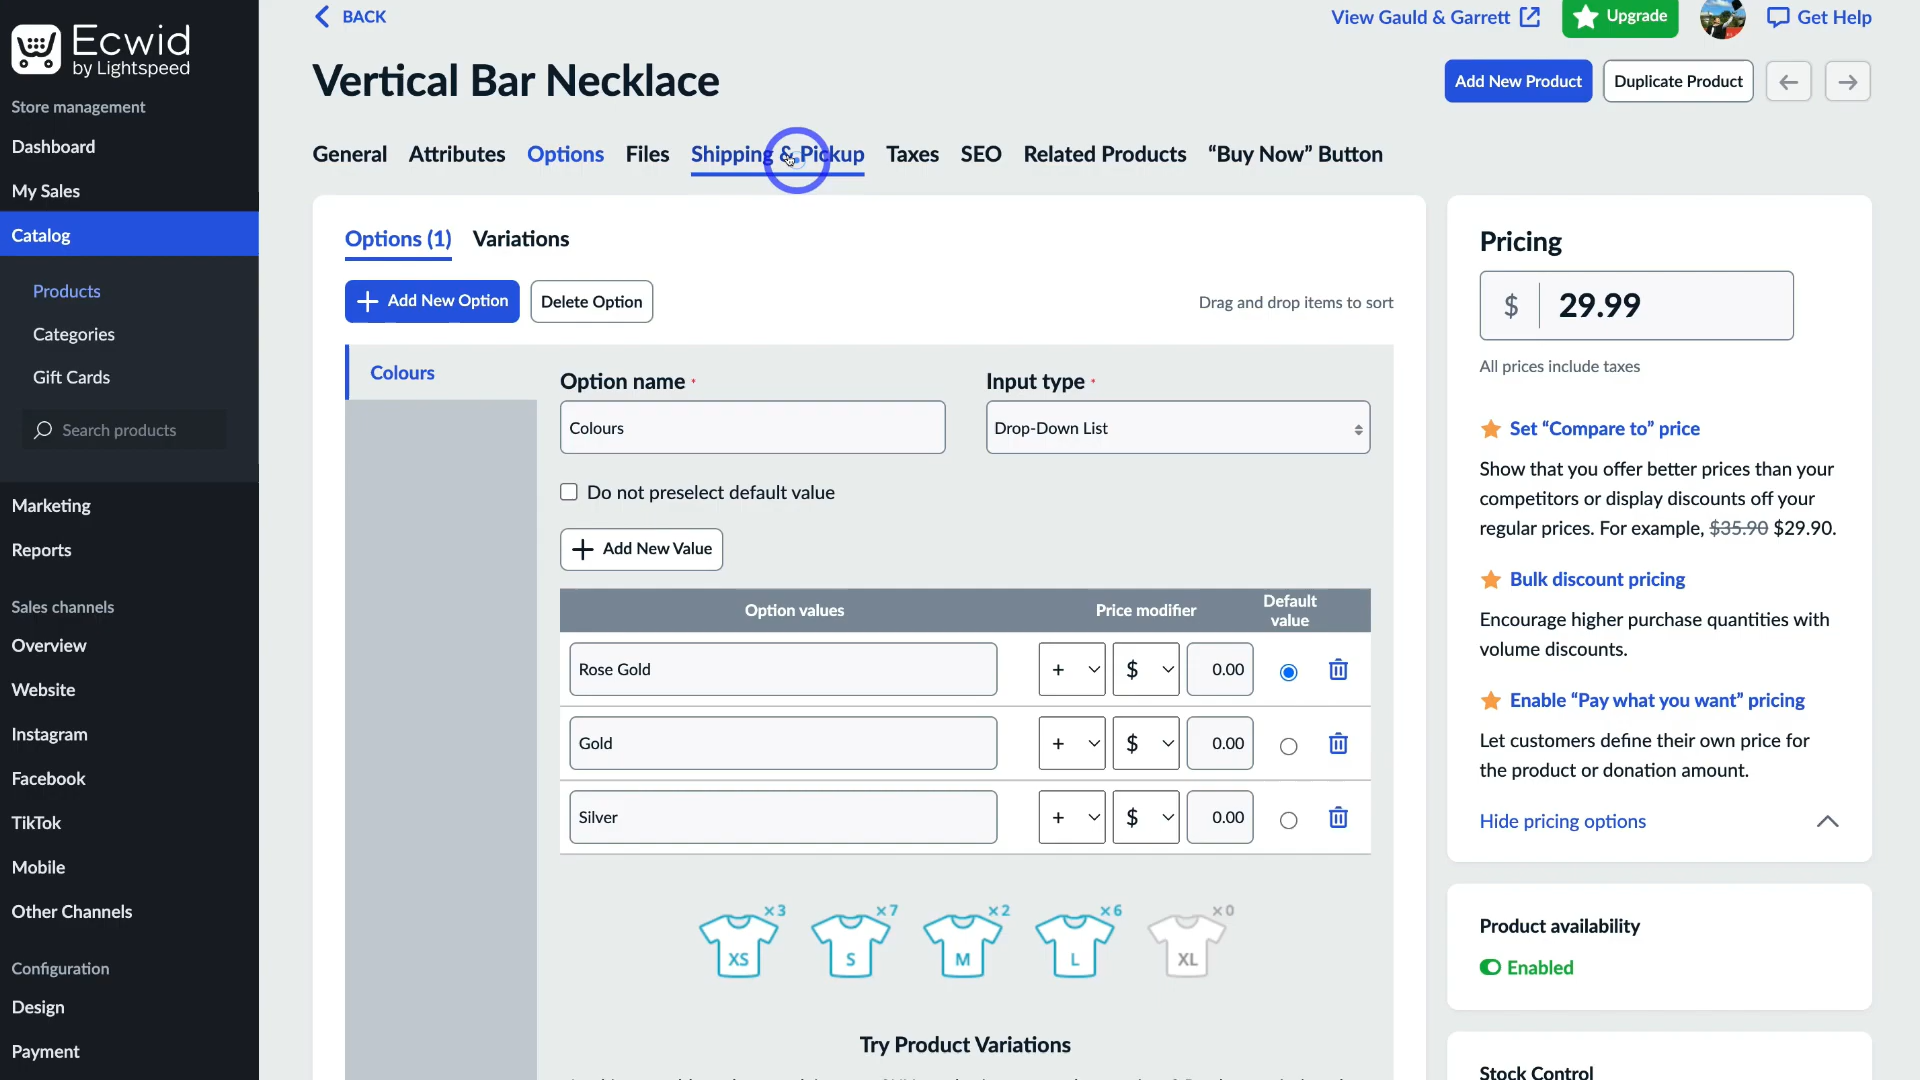 Ecwid
by Lightspeed
Store management
Dashboard
My Sales
Catalog
Products
Categories
Gift Cards
Search products
Marketing
Reports
Sales channels
Overview
Website
Instagram
Facebook
TikTok
Mobile
Other Channels
Configuration
Design
Payment
BACK
View Gauld & Garrett
Upgrade
Get Help
Vertical Bar Necklace
Add New Product
Duplicate Product
General
Attributes
Options
Files
Shipping & Pickup
Taxes
SEO
Related Products
“Buy Now” Button
Options (1)
Variations
Add New Option
Delete Option
Drag and drop items to sort
Colours
Option name *
Input type *
Colours
Drop-Down List
Do not preselect default value
Add New Value
Option values
Price modifier
Default
value
Rose Gold
+
$
0.00
Gold
+
$
0.00
Silver
+
$
0.00
×3
×7
×2
×6
×0
XS
S
M
L
XL
Try Product Variations
Pricing
$ 29.99
All prices include taxes
Set “Compare to” price
Show that you offer better prices than your
competitors or display discounts off your
regular prices. For example, $35.90 $29.90.
Bulk discount pricing
Encourage higher purchase quantities with
volume discounts.
Enable “Pay what you want” pricing
Let customers define their own price for
the product or donation amount.
Hide pricing options
Product availability
Enabled
Stock Control